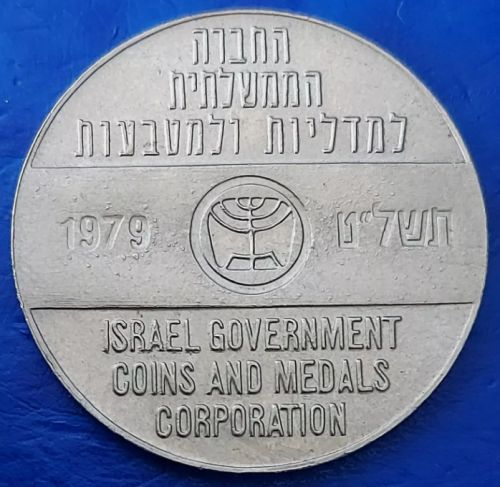 החברה
הממשלתית
למדליות ולמטבעות
1979 תשל"ט
ISRAEL GOVERNMENT
COINS AND MEDALS
CORPORATION